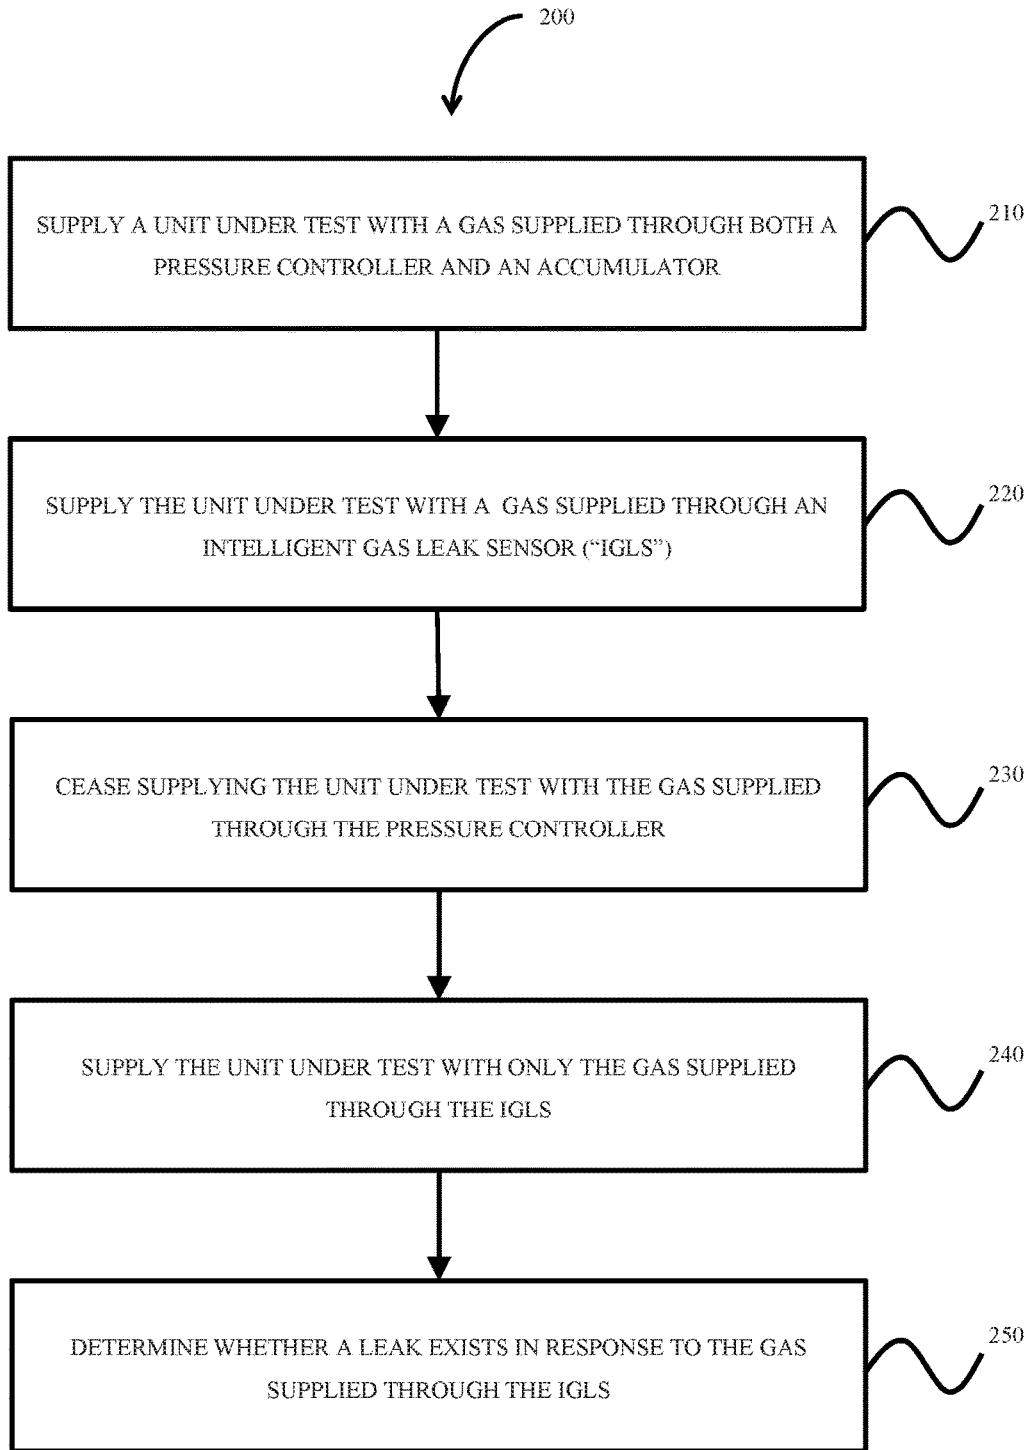 200
SUPPLY A UNIT UNDER TEST WITH A GAS SUPPLIED THROUGH BOTH A
PRESSURE CONTROLLER AND AN ACCUMULATOR
210
SUPPLY THE UNIT UNDER TEST WITH A GAS SUPPLIED THROUGH AN
INTELLIGENT GAS LEAK SENSOR (“IGLS”)
220
CEASE SUPPLYING THE UNIT UNDER TEST WITH THE GAS SUPPLIED
THROUGH THE PRESSURE CONTROLLER
230
SUPPLY THE UNIT UNDER TEST WITH ONLY THE GAS SUPPLIED
THROUGH THE IGLS
240
DETERMINE WHETHER A LEAK EXISTS IN RESPONSE TO THE GAS
SUPPLIED THROUGH THE IGLS
250